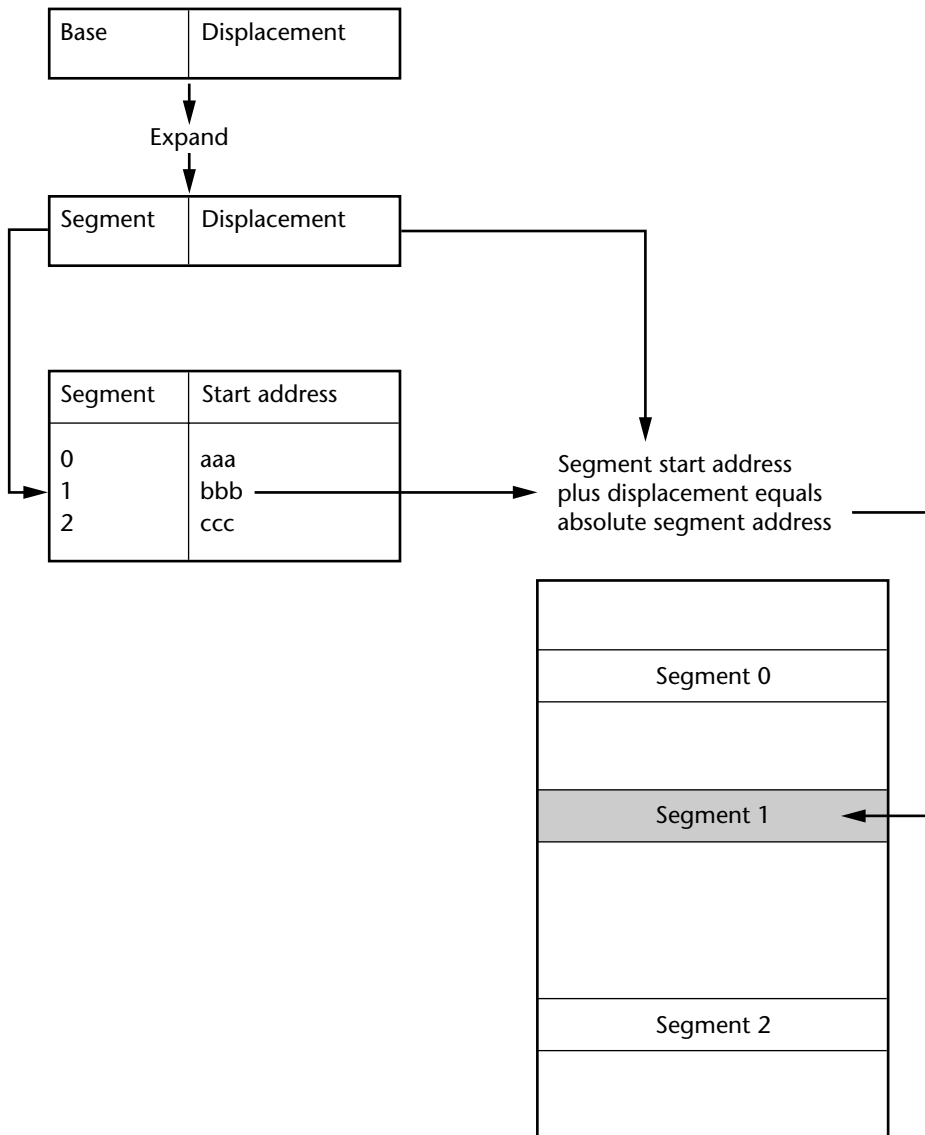 Base Displacement
Expand
Segment Displacement
Segment Start address
0 aaa
1 bbb
2 ccc
Segment start address
plus displacement equals
absolute segment address
Segment 0
Segment 1
Segment 2